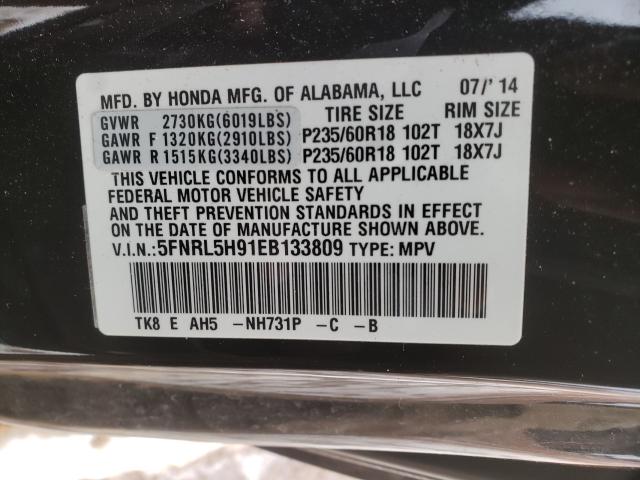 MFD. BY HONDA MFG. OF ALABAMA, LLC 07/'14
TIRE SIZE RIM SIZE
GVWR 2730KG(6019LBS)
GAWR F 1320KG(2910LBS) P235/60R18 102T 18X7J
GAWR R 1515KG(3340LBS) P235/60R18 102T 18X7J
THIS VEHICLE CONFORMS TO ALL APPLICABLE
FEDERAL MOTOR VEHICLE SAFETY
AND THEFT PREVENTION STANDARDS IN EFFECT
ON THE DATE OF MANUFACTURE SHOWN ABOVE.
V.I.N.:5FNRL5H91EB133809 TYPE: MPV
TK8 E AH5 -NH731P -C -B